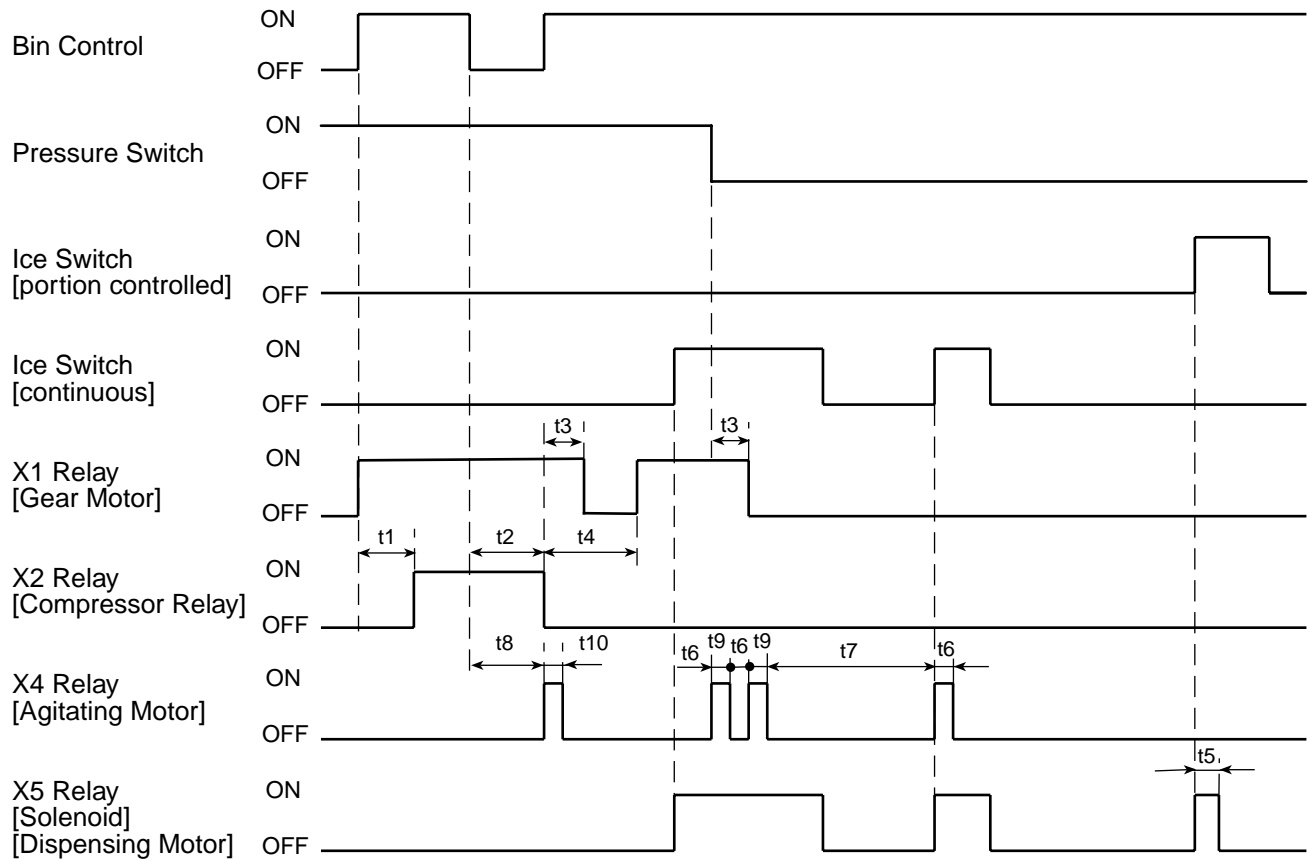 ON
Bin Control
OFF
ON
Pressure Switch
OFF
ON
Ice Switch
[portion controlled]
OFF
ON
Ice Switch
[continuous]
OFF
t3
t3
ON
X1 Relay
[Gear Motor]
OFF
t1
t2
t4
ON
X2 Relay
[Compressor Relay]
OFF
t8
t10
t6
t9
t6
t9
t7
t6
ON
X4 Relay
[Agitating Motor]
OFF
t5
ON
X5 Relay
[Solenoid]
[Dispensing Motor]
OFF